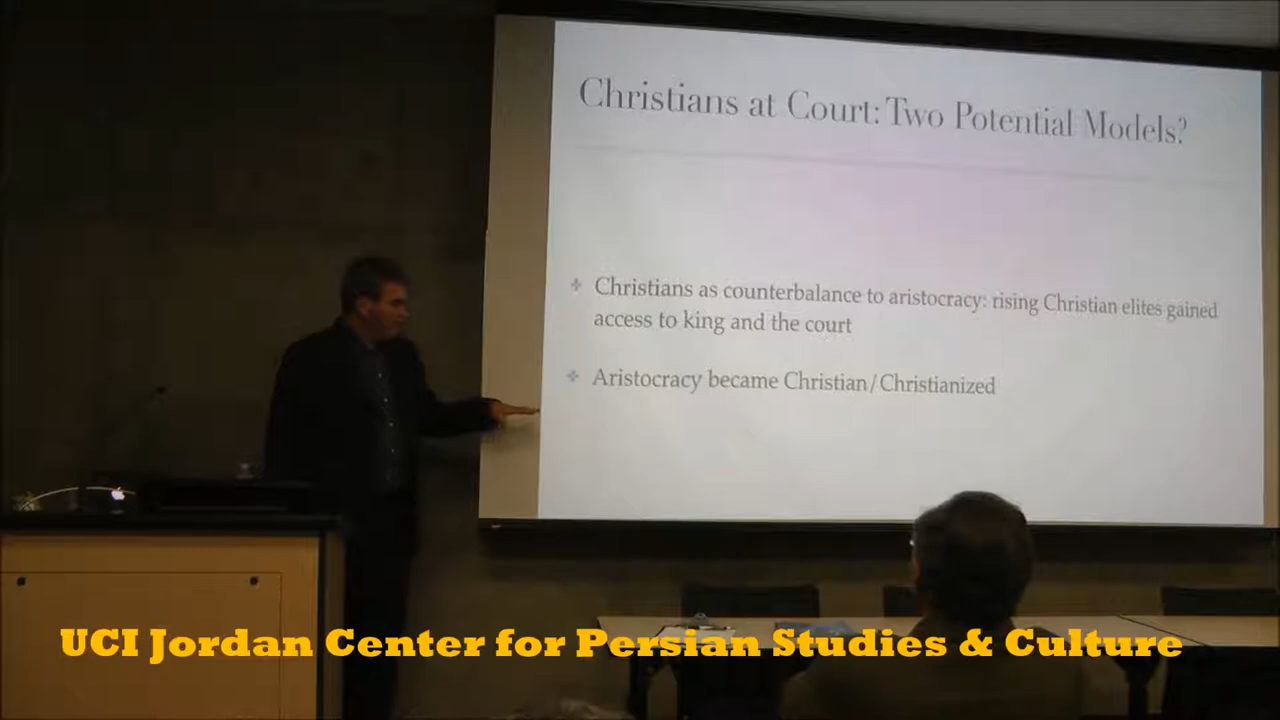 Christians at Court: Two Potential Models?
Christians as counterbalance to aristocracy: rising Christian elites gained
access to king and the court
Aristocracy became Christian/Christianized
UCI Jordan Center for Persian Studies & Culture